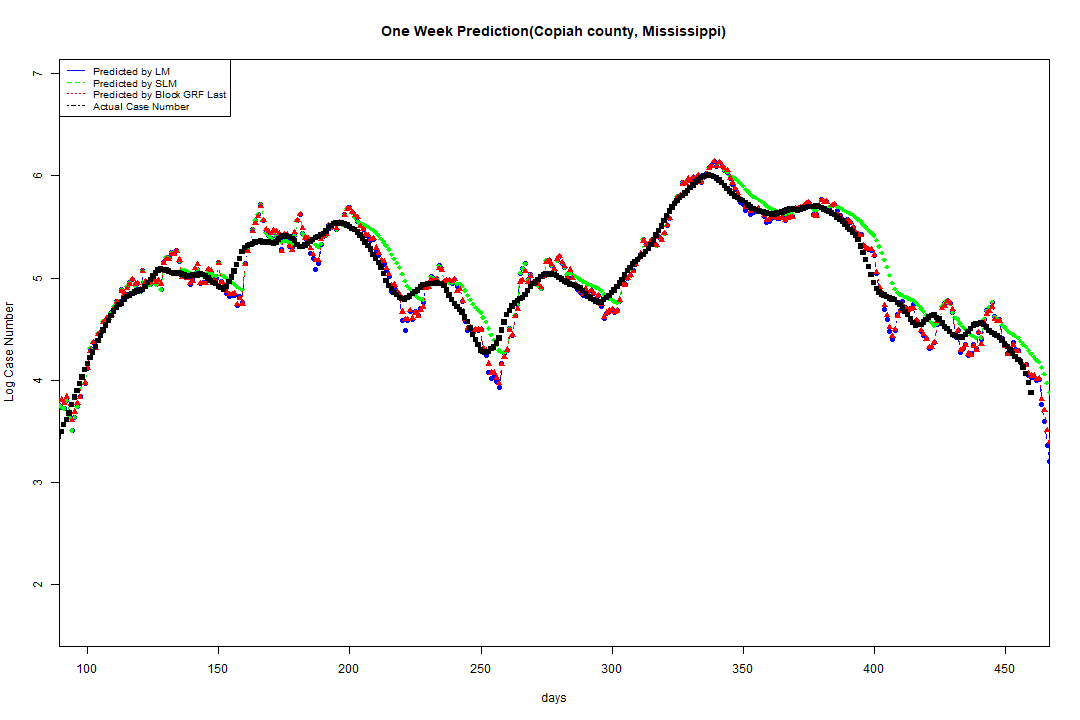 One Week Prediction(Copiah county, Mississippi)
7
Predicted by LM
Predicted by SLM
Predicted by Block GRF Last
Actual Case Number
6
5
4
3
2
Log Case Number
100 150 200 250 300 350 400 450
days